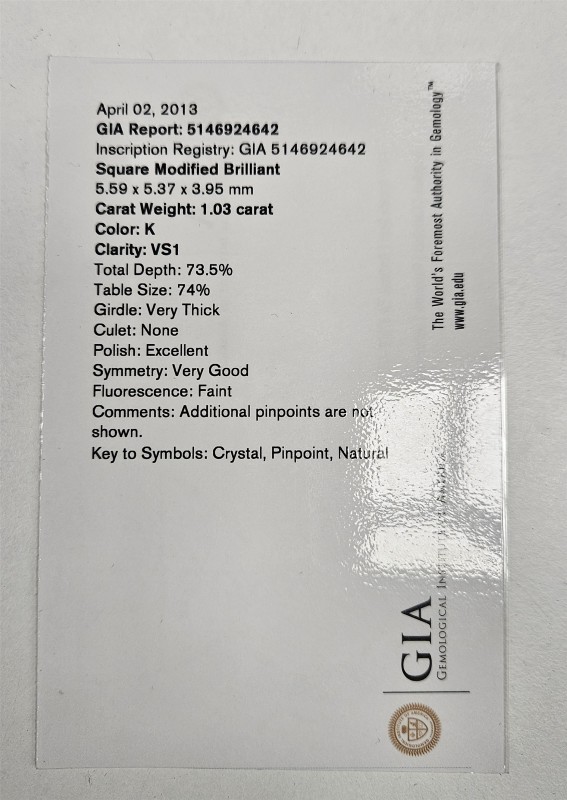 April 02, 2013
GIA Report: 5146924642
Inscription Registry: GIA 5146924642
Square Modified Brilliant
5.59 x 5.37 x 3.95 mm
Carat Weight: 1.03 carat
Color: K
Clarity: VS1
Total Depth: 73.5%
Table Size: 74%
Girdle: Very Thick
Culet: None
Polish: Excellent
Symmetry: Very Good
Fluorescence: Faint
Comments: Additional pinpoints are not
shown.
Key to Symbols: Crystal, Pinpoint, Natural
The World's Foremost Authority in Gemology™
www.gia.edu
GIA
GEMOLOGICAL